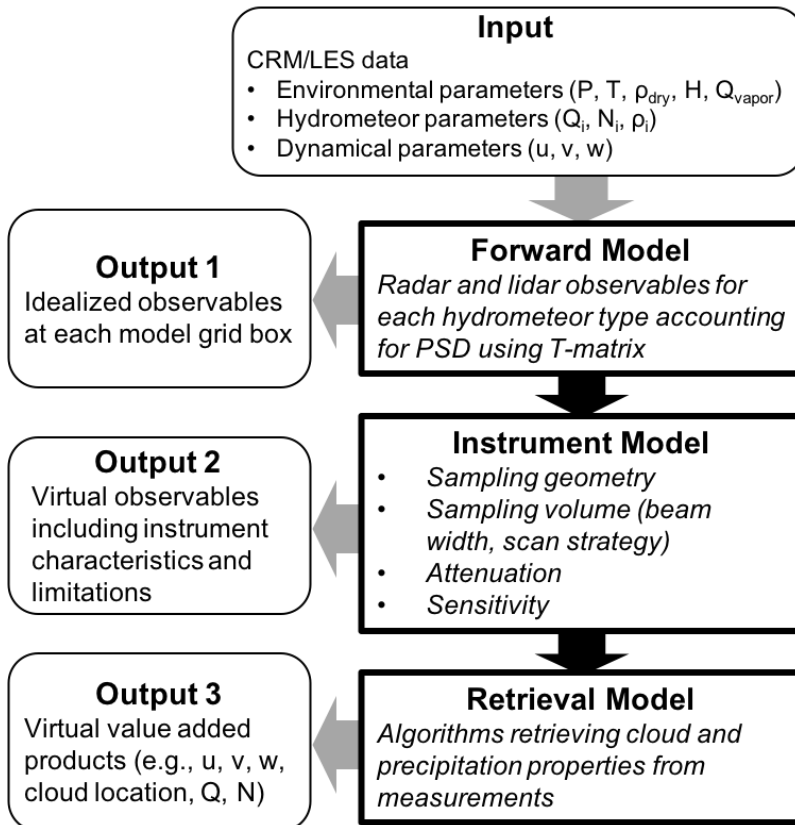 Input
CRM/LES data
• Environmental parameters (P, T, ρdry, H, Qvapor)
• Hydrometeor parameters (Qi, Ni, ρi)
• Dynamical parameters (u, v, w)
Output 1
Idealized observables
at each model grid box
Forward Model
Radar and lidar observables for
each hydrometeor type accounting
for PSD using T-matrix
Output 2
Virtual observables
including instrument
characteristics and
limitations
Instrument Model
• Sampling geometry
• Sampling volume (beam
width, scan strategy)
• Attenuation
• Sensitivity
Output 3
Virtual value added
products (e.g., u, v, w,
cloud location, Q, N)
Retrieval Model
Algorithms retrieving cloud and
precipitation properties from
measurements